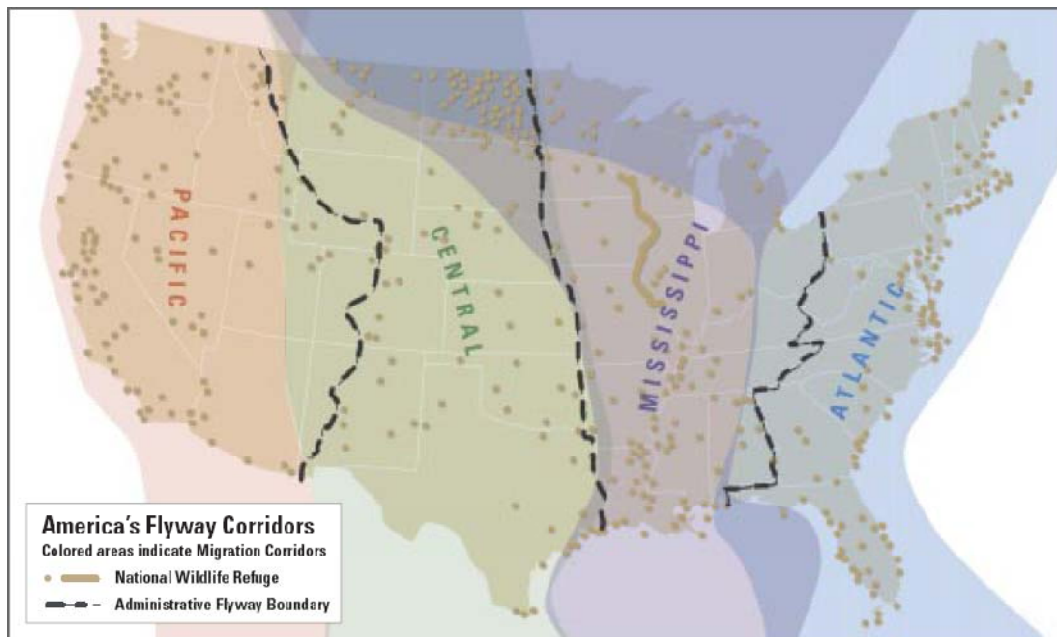 PACIFIC
CENTRAL
MISSISSIPPI
ATLANTIC
America's Flyway Corridors
Colored areas indicate Migration Corridors
National Wildlife Refuge
Administrative Flyway Boundary